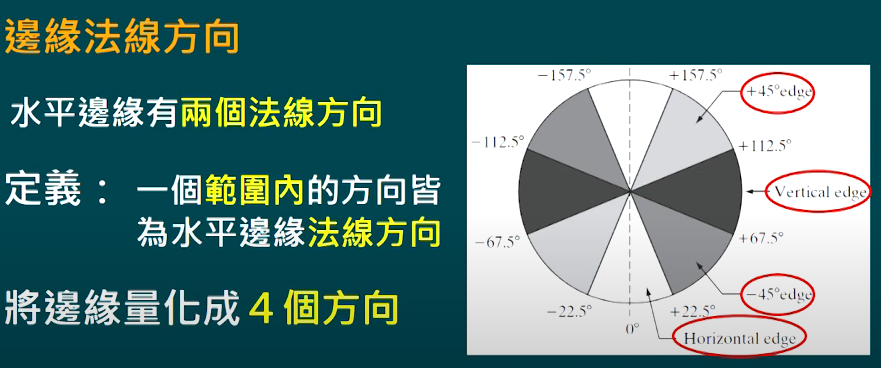 邊緣法線方向
水平邊緣有兩個法線方向
定義： 一個範圍內的方向皆
為水平邊緣法線方向
將邊緣量化成4個方向
−157.5°
+157.5°
+45°edge
−112.5°
+112.5°
Vertical edge
−67.5°
+67.5°
−45°edge
−22.5°
+22.5°
0°
Horizontal edge